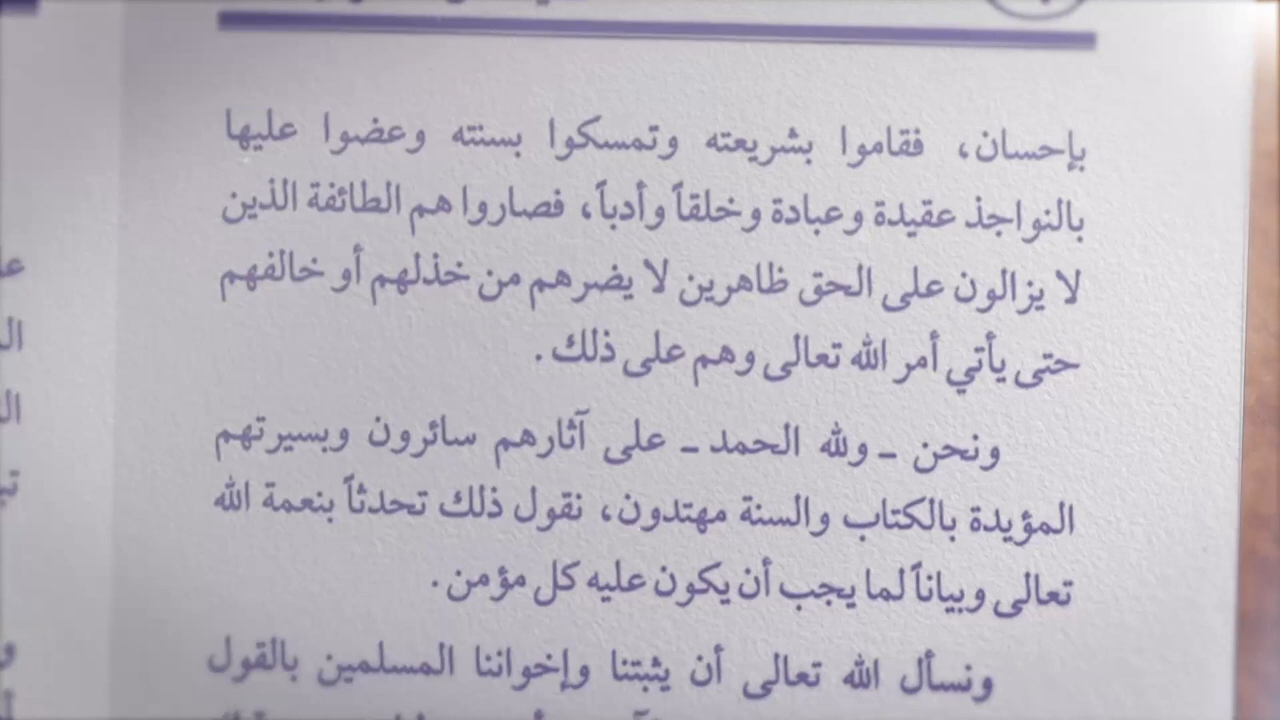 بإحسان، فقاموا بشريعته وتمسكوا بسنته وعضوا عليها
بالنواجذ عقيدة وعبادة وخلقاً وأدباً، فصاروا هم الطائفة الذين
لا يزالون على الحق ظاهرين لا يضرهم من خذلهم أو خالفهم
حتى يأتي أمر الله تعالى وهم على ذلك.
ونحن ـ ولله الحمد ـ على آثارهم سائرون وبسيرتهم
المؤيدة بالكتاب والسنة مهتدون، نقول ذلك تحدثاً بنعمة الله
تعالى وبياناً لما يجب أن يكون عليه كل مؤمن.
ونسأل الله تعالى أن يثبتنا وإخواننا المسلمين بالقول